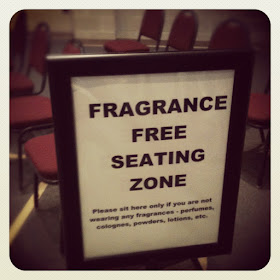 FRAGRANCE
FREE
SEATING
ZONE
Please sit here only if you are not
wearing any fragrances - perfumes,
colognes, powders, lotions, etc.